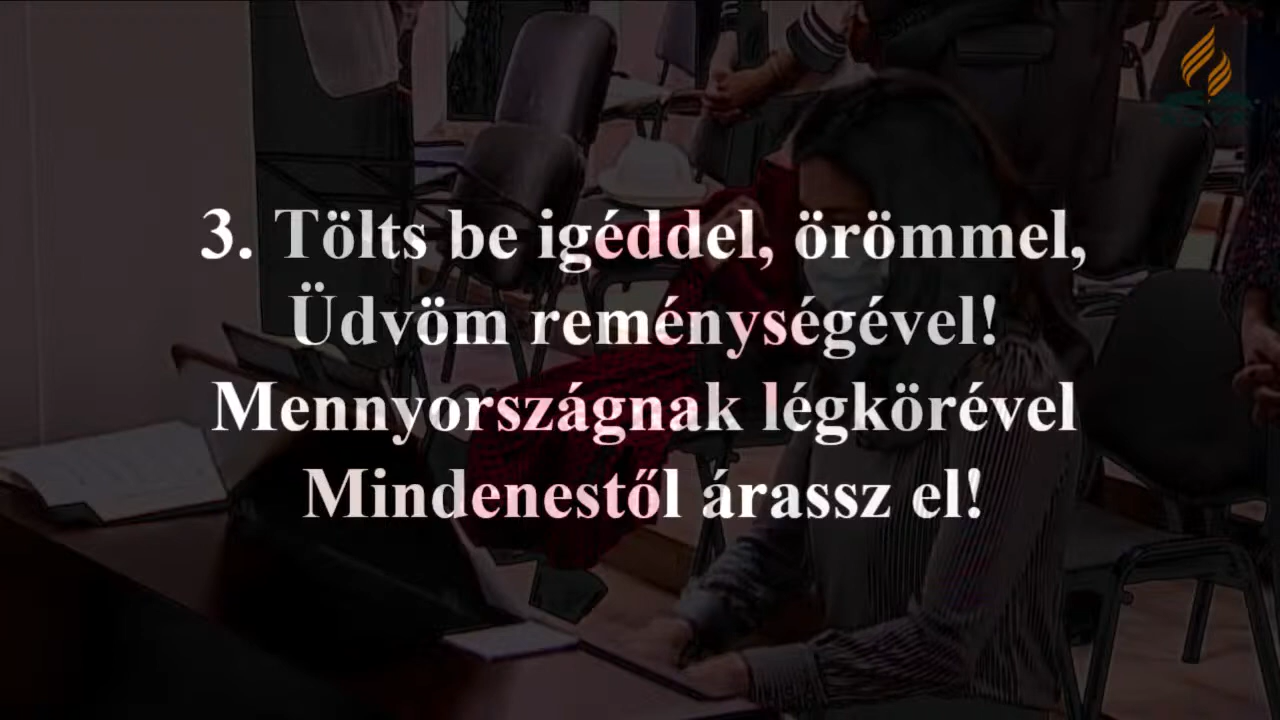 3. Tölts be igéddel, örömmel,
Üdvöm reménységével!
Mennyországnak légkörével
Mindenestől árassz el!